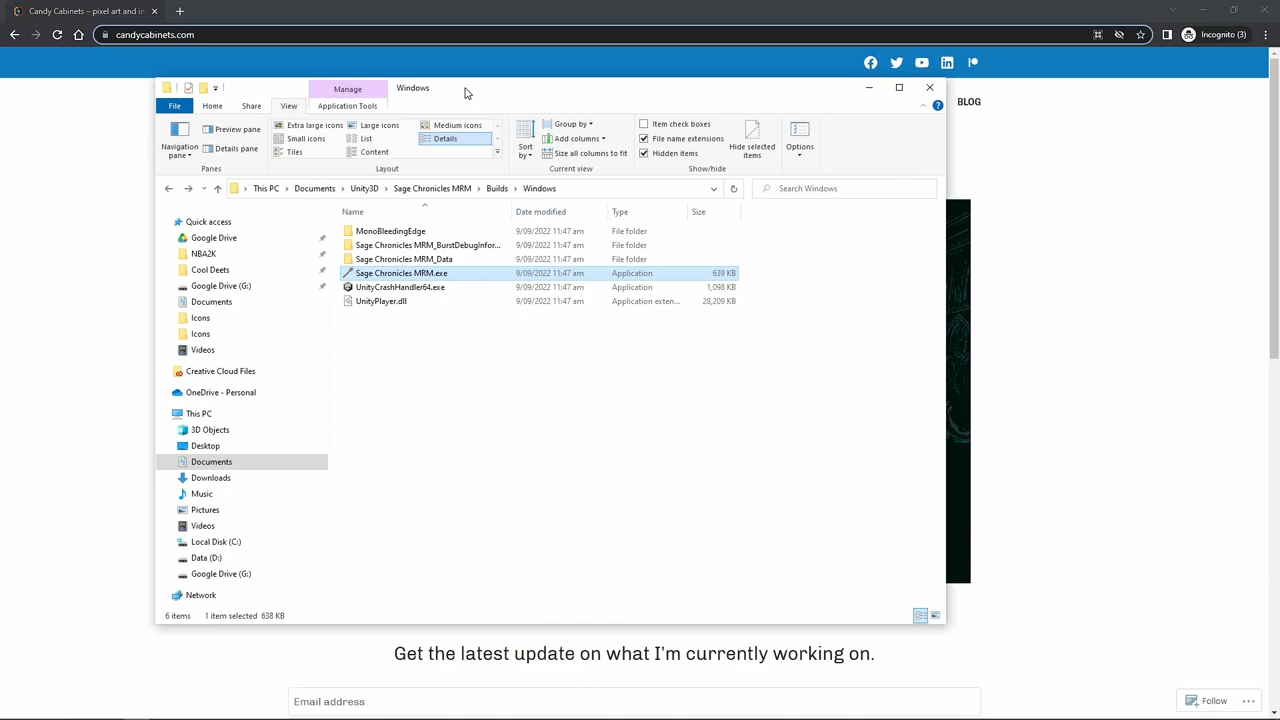 Candy Cabinets – pixel art and in
candycabinets.com
Incognito (3)
Manage
Windows
BLOG
File
Home
Share
View
Application Tools
Navigation pane
Preview pane
Details pane
Panes
Extra large icons
Large icons
Medium icons
Small icons
List
Details
Tiles
Content
Layout
Sort by
Group by
Add columns
Size all columns to fit
Current view
Item check boxes
File name extensions
Hidden items
Hide selected items
Show/hide
Options
This PC > Documents > Unity3D > Sage Chronicles MRM > Builds > Windows
Search Windows
Name Date modified Type Size
MonoBleedingEdge 9/09/2022 11:47 am File folder
Sage Chronicles MRM_BurstDebugInfor... 9/09/2022 11:47 am File folder
Sage Chronicles MRM_Data 9/09/2022 11:47 am File folder
Sage Chronicles MRM.exe 9/09/2022 11:47 am Application 639 KB
UnityCrashHandler64.exe 9/09/2022 11:47 am Application 1,098 KB
UnityPlayer.dll 9/09/2022 11:47 am Application exten... 28,209 KB
Quick access
Google Drive
NBA2K
Cool Deets
Google Drive (G:)
Documents
Icons
Icons
Videos
Creative Cloud Files
OneDrive - Personal
This PC
3D Objects
Desktop
Documents
Downloads
Music
Pictures
Videos
Local Disk (C:)
Data (D:)
Google Drive (G:)
Network
6 items 1 item selected 638 KB
Get the latest update on what I'm currently working on.
Email address
Follow